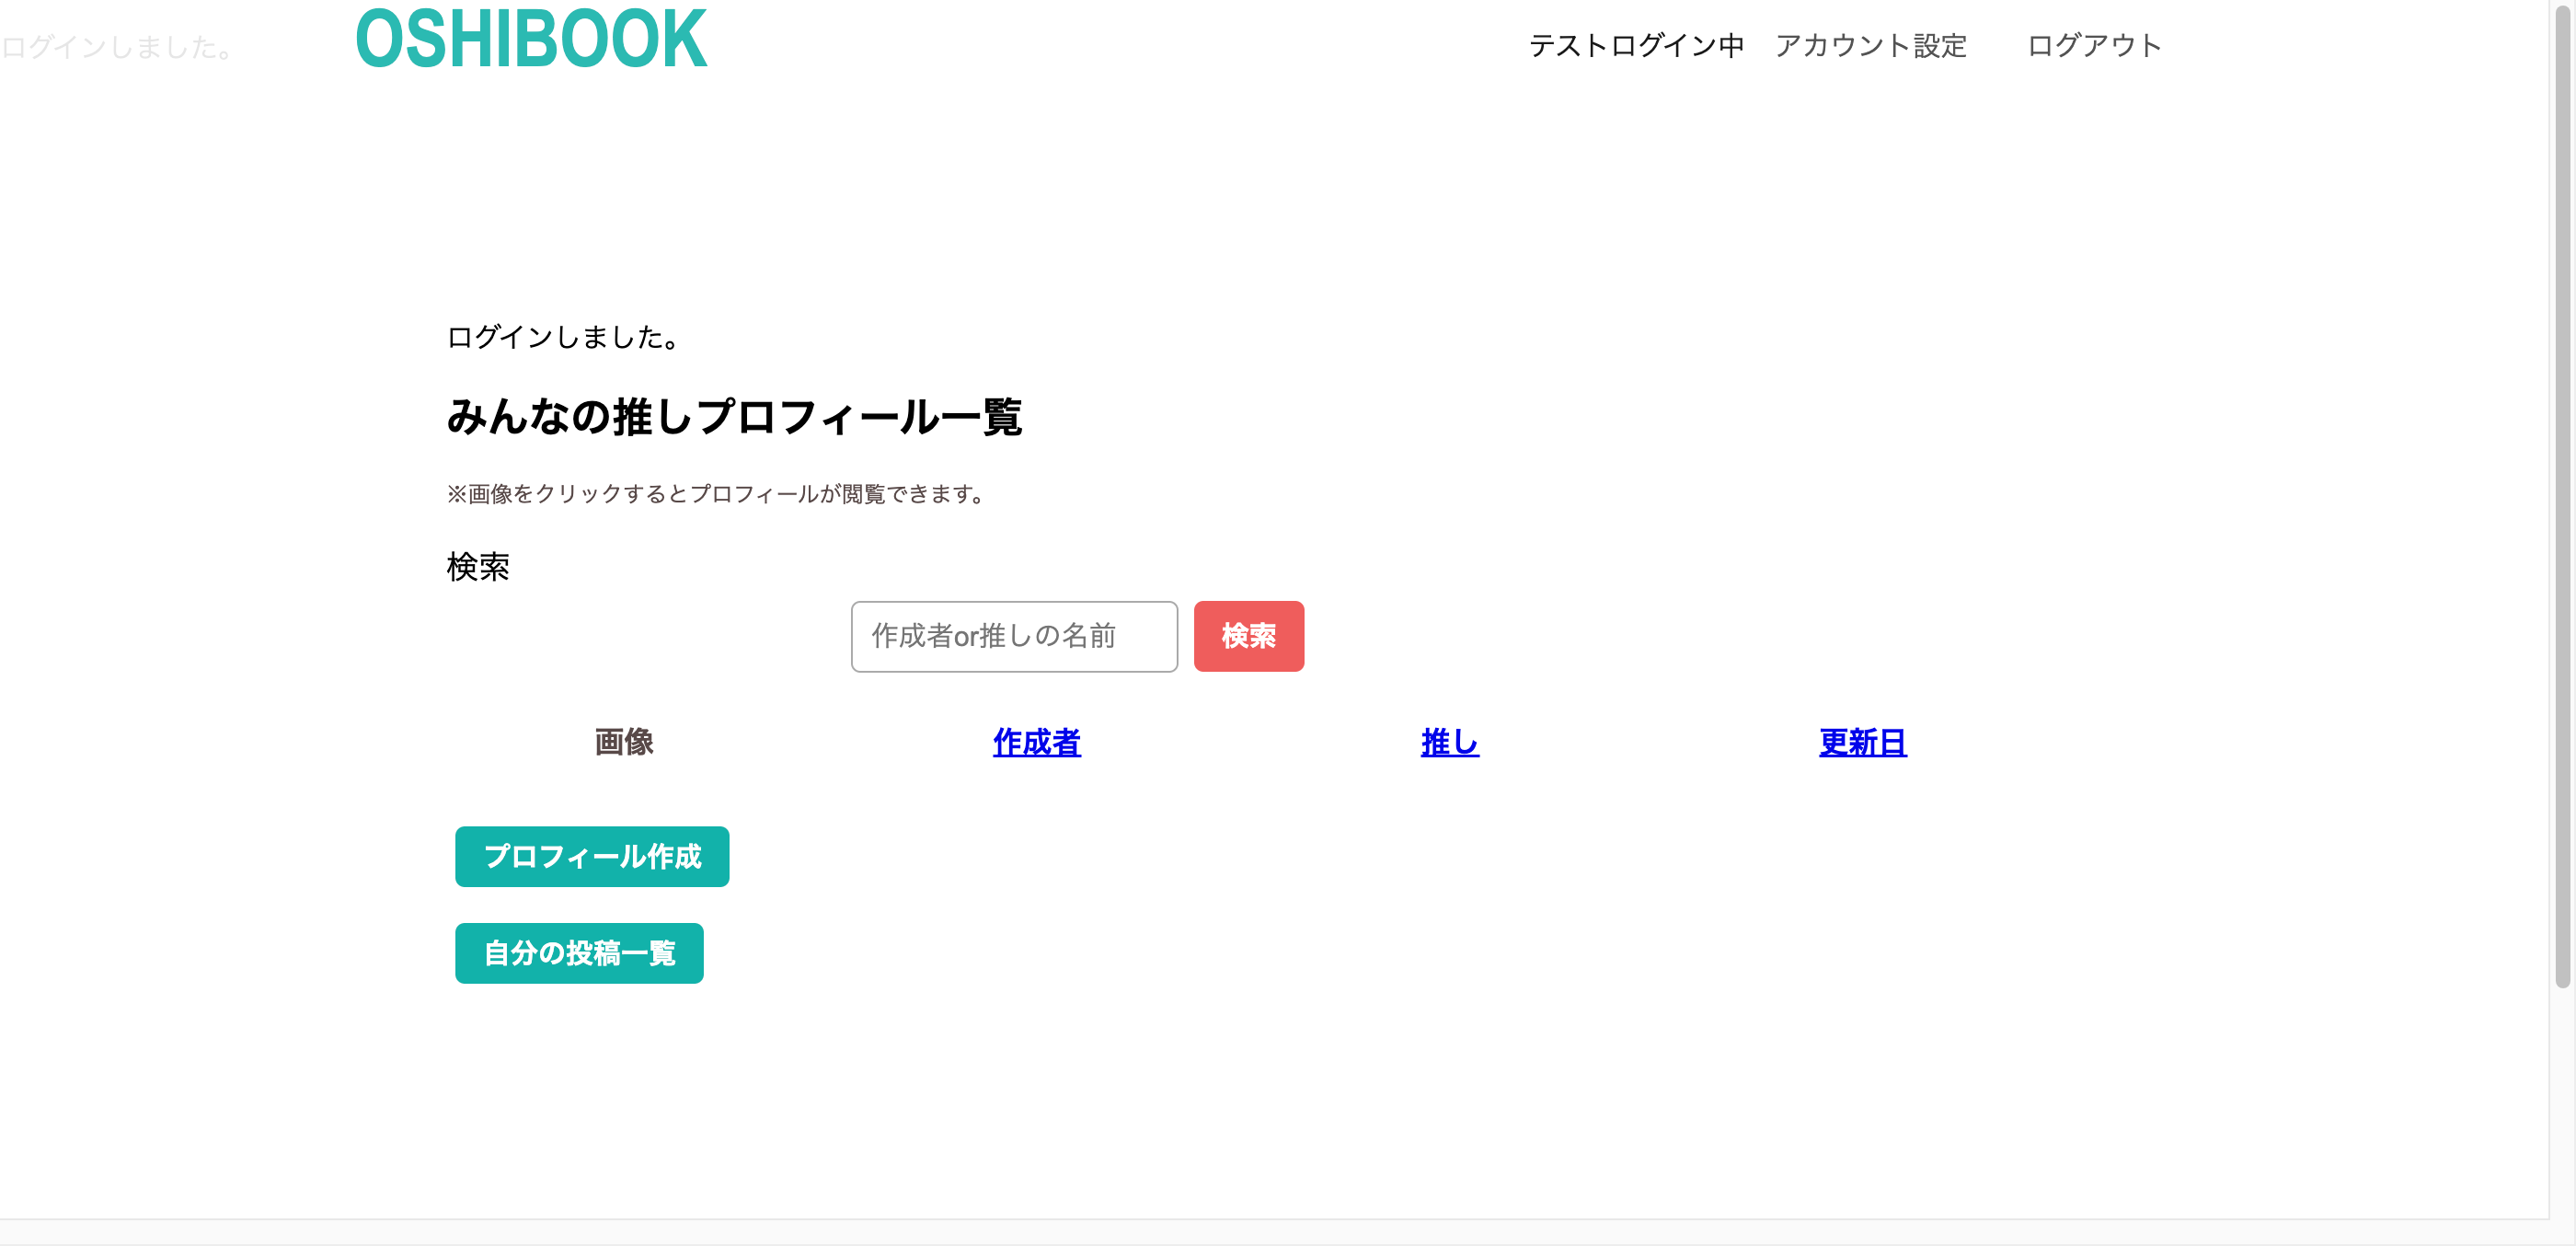 ログインしました。
OSHIBOOK
テストログイン中 アカウント設定 ログアウト
ログインしました。
みんなの推しプロフィール一覧
※画像をクリックするとプロフィールが閲覧できます。
検索
作成者or推しの名前 検索
画像 作成者 推し 更新日
プロフィール作成
自分の投稿一覧